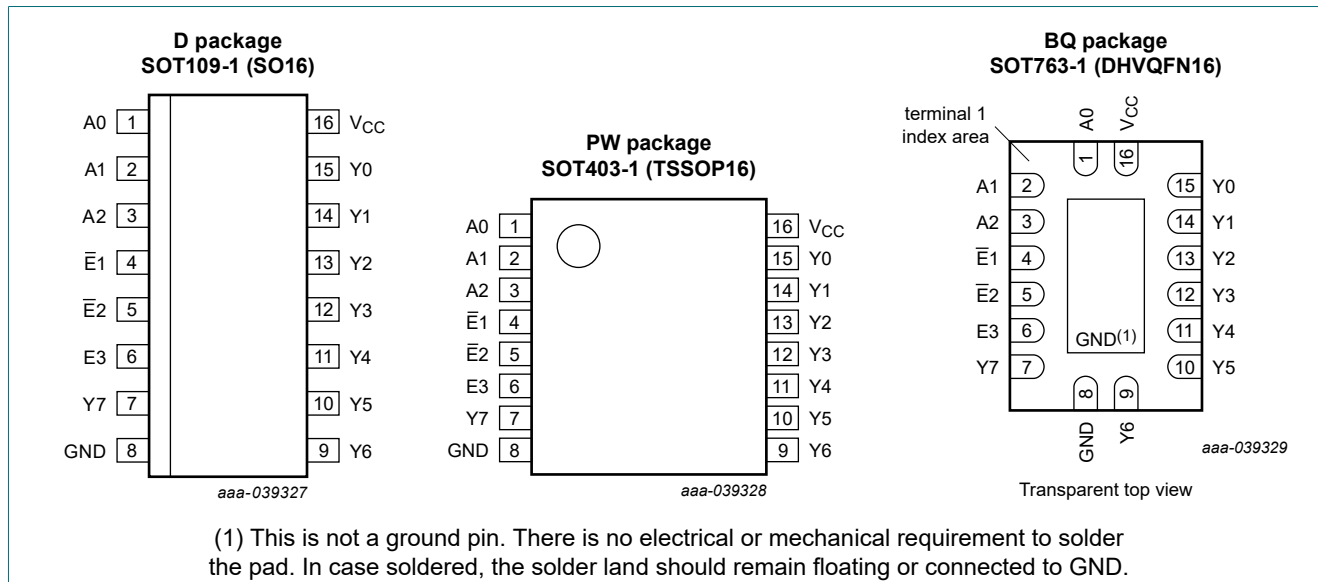 D package
SOT109-1 (SO16)
A0 1
A1 2
A2 3
E̅1 4
E̅2 5
E3 6
Y7 7
GND 8
16 VCC
15 Y0
14 Y1
13 Y2
12 Y3
11 Y4
10 Y5
9 Y6
aaa-039327
PW package
SOT403-1 (TSSOP16)
A0 1
A1 2
A2 3
E̅1 4
E̅2 5
E3 6
Y7 7
GND 8
16 VCC
15 Y0
14 Y1
13 Y2
12 Y3
11 Y4
10 Y5
9 Y6
aaa-039328
BQ package
SOT763-1 (DHVQFN16)
terminal 1
index area
A0
VCC
1
16
A1 2
A2 3
E̅1 4
E̅2 5
E3 6
Y7 7
15 Y0
14 Y1
13 Y2
12 Y3
11 Y4
10 Y5
GND(1)
8
9
GND
Y6
aaa-039329
Transparent top view
(1) This is not a ground pin. There is no electrical or mechanical requirement to solder
the pad. In case soldered, the solder land should remain floating or connected to GND.